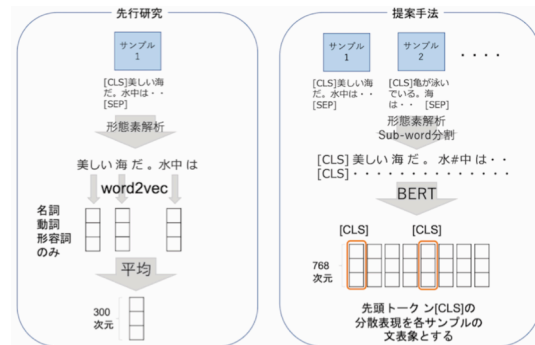 先行研究
サンプル
1
[CLS]美しい海
だ。水中は・・
[SEP]
形態素解析
美しい 海 だ 。 水中 は
word2vec
名詞
動詞
形容詞
のみ
平均
300
次元
提案手法
サンプル
1
サンプル
2
・・・・
[CLS]美しい海
だ。水中は・・
[SEP]
[CLS]亀が泳い
でいる。海
は・・ [SEP]
形態素解析
Sub-word分割
[CLS] 美しい 海 だ 。 水#中 は・・
[CLS]・・・・・・・・・・・・・・
BERT
[CLS]
[CLS]
768
次元
先頭トークン[CLS]の
分散表現を各サンプルの
文表象とする